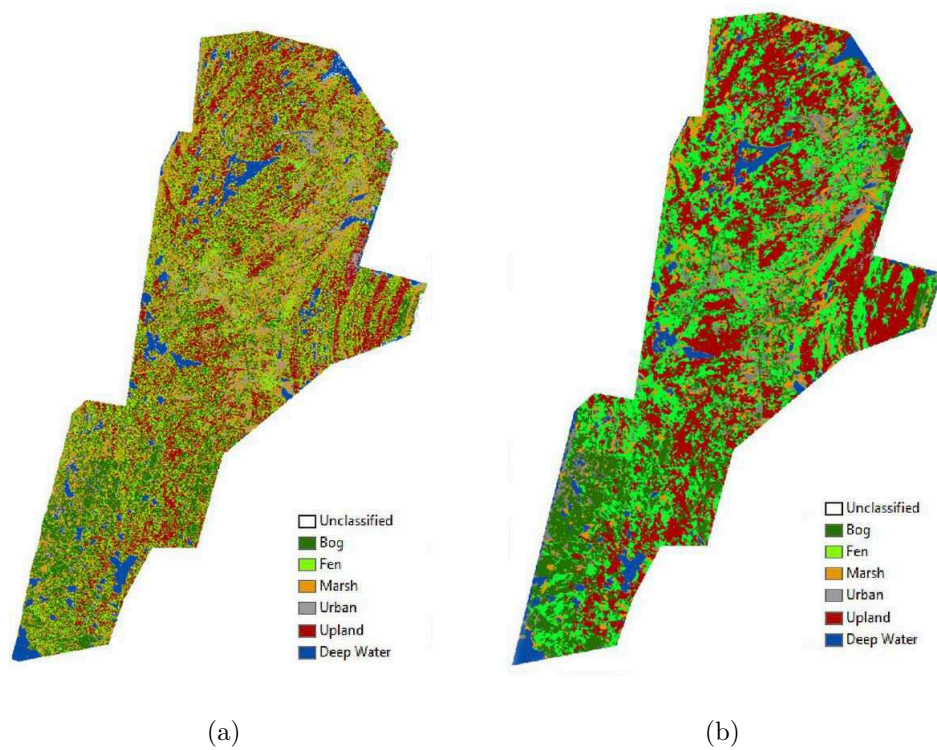 Unclassified
Bog
Fen
Marsh
Urban
Upland
Deep Water
Unclassified
Bog
Fen
Marsh
Urban
Upland
Deep Water
(a)
(b)